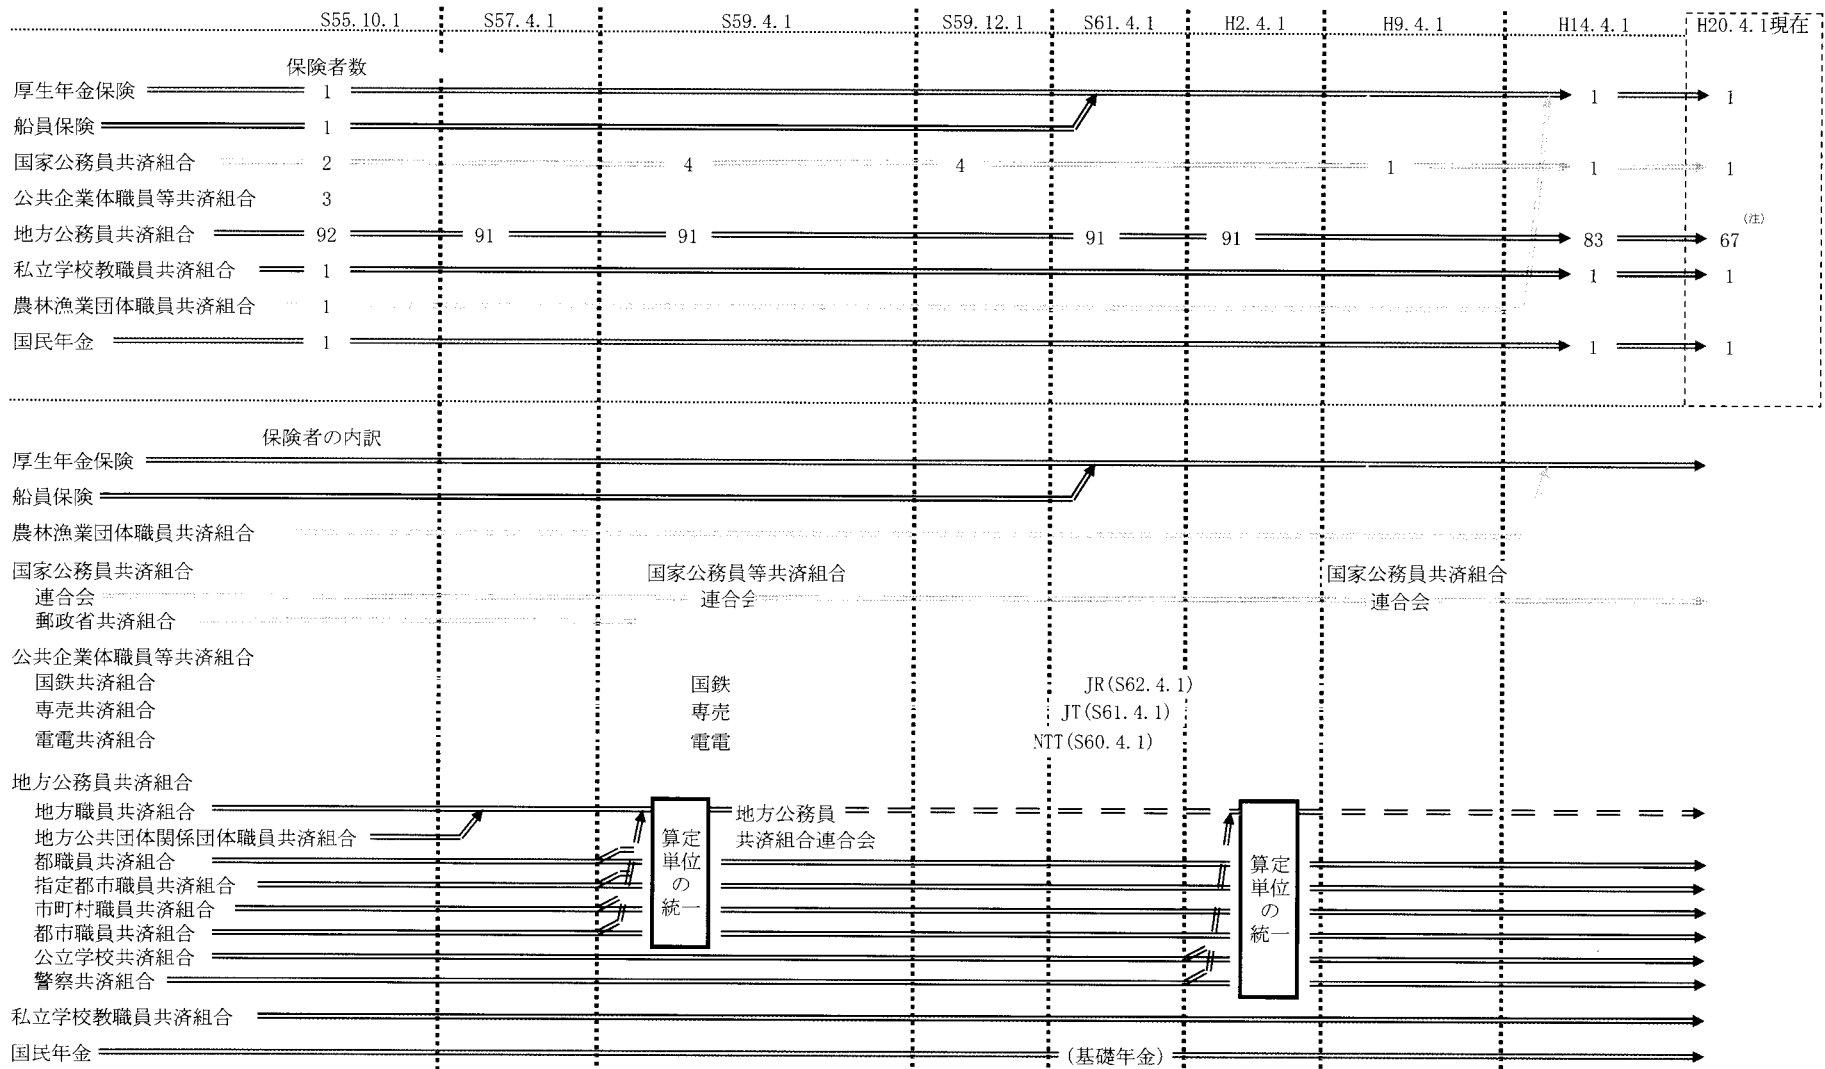 S55.10.1 S57.4.1 S59.4.1 S59.12.1 S61.4.1 H2.4.1 H9.4.1 H14.4.1 H20.4.1現在
保険者数
厚生年金保険 1 1 1
船員保険 1
国家公務員共済組合 2 4 4 1 1 1
公共企業体職員等共済組合 3
(注)
地方公務員共済組合 92 91 91 91 91 83 67
私立学校教職員共済組合 1 1 1
農林漁業団体職員共済組合 1
国民年金 1 1 1
保険者の内訳
厚生年金保険
船員保険
農林漁業団体職員共済組合
国家公務員共済組合 国家公務員等共済組合 国家公務員共済組合
連合会 連合会 連合会
郵政省共済組合
公共企業体職員等共済組合
国鉄共済組合 国鉄 JR(S62.4.1)
専売共済組合 専売 JT(S61.4.1)
電電共済組合 電電 NTT(S60.4.1)
地方公務員共済組合
地方職員共済組合 地方公務員
地方公共団体関係団体職員共済組合 共済組合連合会
都職員共済組合
指定都市職員共済組合
市町村職員共済組合
都市職員共済組合
公立学校共済組合
警察共済組合
算定
単位
の
統一
算定
単位
の
統一
私立学校教職員共済組合
国民年金 (基礎年金)